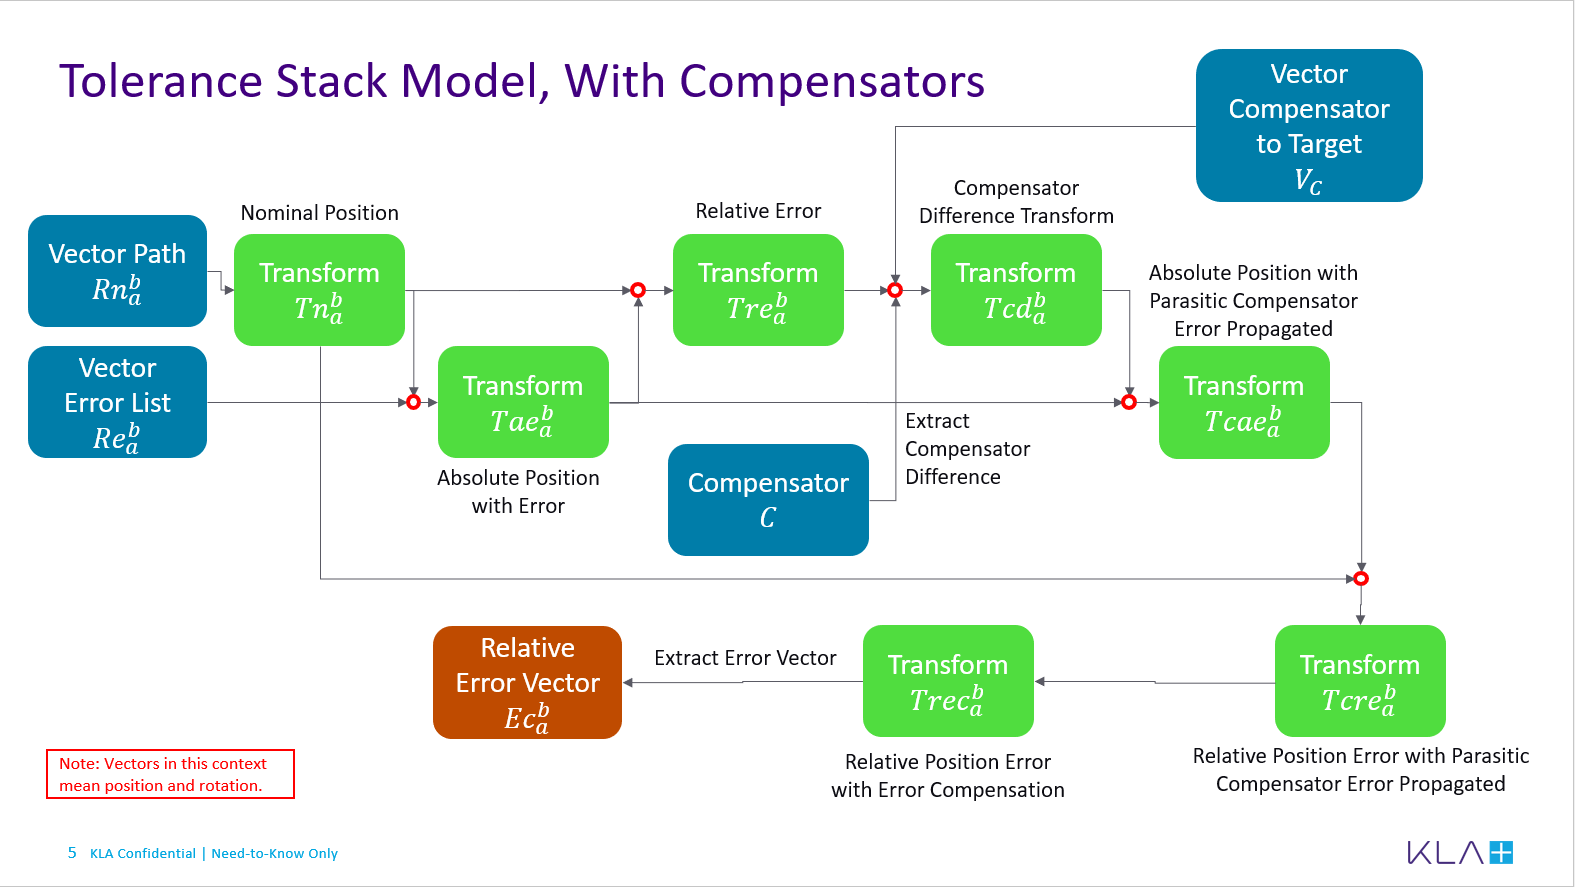 Tolerance Stack Model, With Compensators
Vector
Compensator
to Target
V_C
Nominal Position
Relative Error
Compensator
Difference Transform
Vector Path
Rn_a^b
Transform
Tn_a^b
Transform
Tre_a^b
Transform
Tcd_a^b
Absolute Position with
Parasitic Compensator
Error Propagated
Vector
Error List
Re_a^b
Transform
Tae_a^b
Transform
Tcae_a^b
Absolute Position
with Error
Compensator
C
Extract
Compensator
Difference
Relative
Error Vector
Ec_a^b
Extract Error Vector
Transform
Trec_a^b
Transform
Tcre_a^b
Relative Position Error
with Error Compensation
Relative Position Error with Parasitic
Compensator Error Propagated
Note: Vectors in this context
mean position and rotation.
5 KLA Confidential | Need-to-Know Only
KLA+